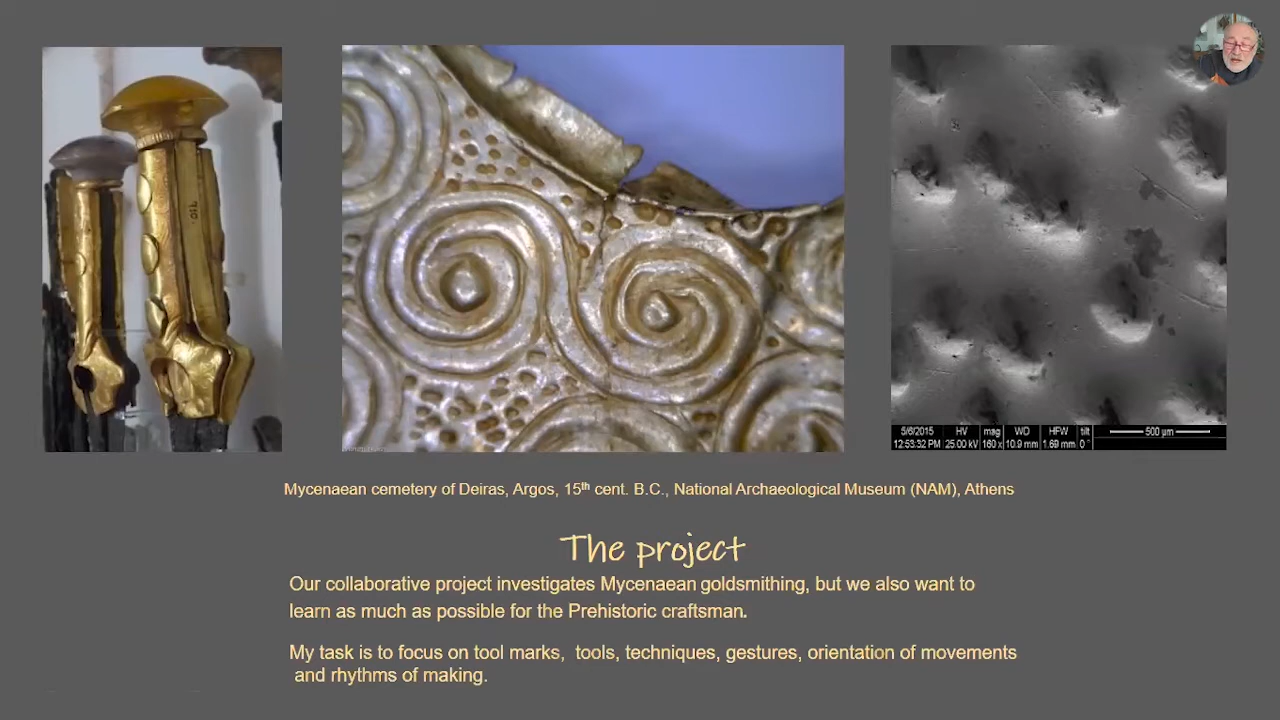 5/6/2015 HV mag WD HFW tilt 500 µm
12:53:32 PM 25.00 kV 160 x 10.9 mm 1.69 mm 0°
Mycenaean cemetery of Deiras, Argos, 15th cent. B.C., National Archaeological Museum (NAM), Athens
The project
Our collaborative project investigates Mycenaean goldsmithing, but we also want to
learn as much as possible for the Prehistoric craftsman.
My task is to focus on tool marks, tools, techniques, gestures, orientation of movements
and rhythms of making.